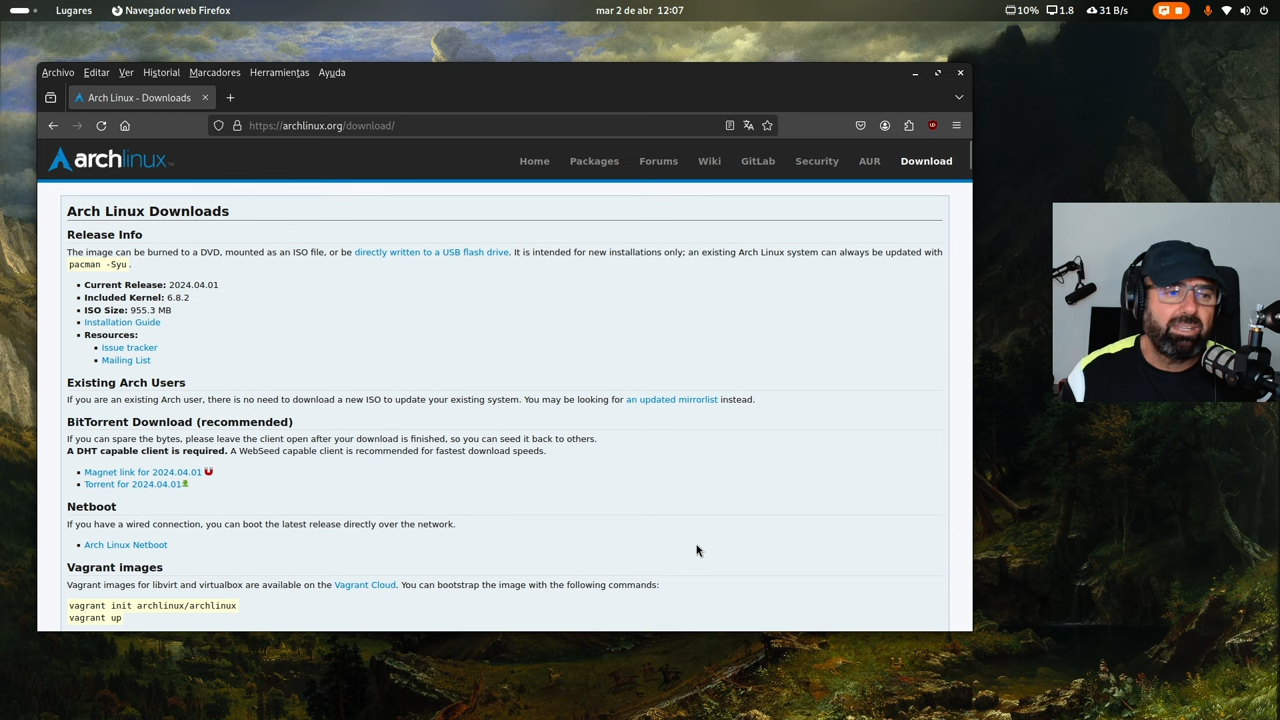 Lugares Navegador web Firefox mar 2 de abr 12:07 10% 1.8 31 B/s
Archivo Editar Ver Historial Marcadores Herramientas Ayuda
Arch Linux - Downloads
https://archlinux.org/download/
archlinux™ Home Packages Forums Wiki GitLab Security AUR Download
Arch Linux Downloads
Release Info
The image can be burned to a DVD, mounted as an ISO file, or be directly written to a USB flash drive. It is intended for new installations only; an existing Arch Linux system can always be updated with
pacman -Syu.
Current Release: 2024.04.01
Included Kernel: 6.8.2
ISO Size: 955.3 MB
Installation Guide
Resources:
Issue tracker
Mailing List
Existing Arch Users
If you are an existing Arch user, there is no need to download a new ISO to update your existing system. You may be looking for an updated mirrorlist instead.
BitTorrent Download (recommended)
If you can spare the bytes, please leave the client open after your download is finished, so you can seed it back to others.
A DHT capable client is required. A WebSeed capable client is recommended for fastest download speeds.
Magnet link for 2024.04.01
Torrent for 2024.04.01
Netboot
If you have a wired connection, you can boot the latest release directly over the network.
Arch Linux Netboot
Vagrant images
Vagrant images for libvirt and virtualbox are available on the Vagrant Cloud. You can bootstrap the image with the following commands:
vagrant init archlinux/archlinux
vagrant up